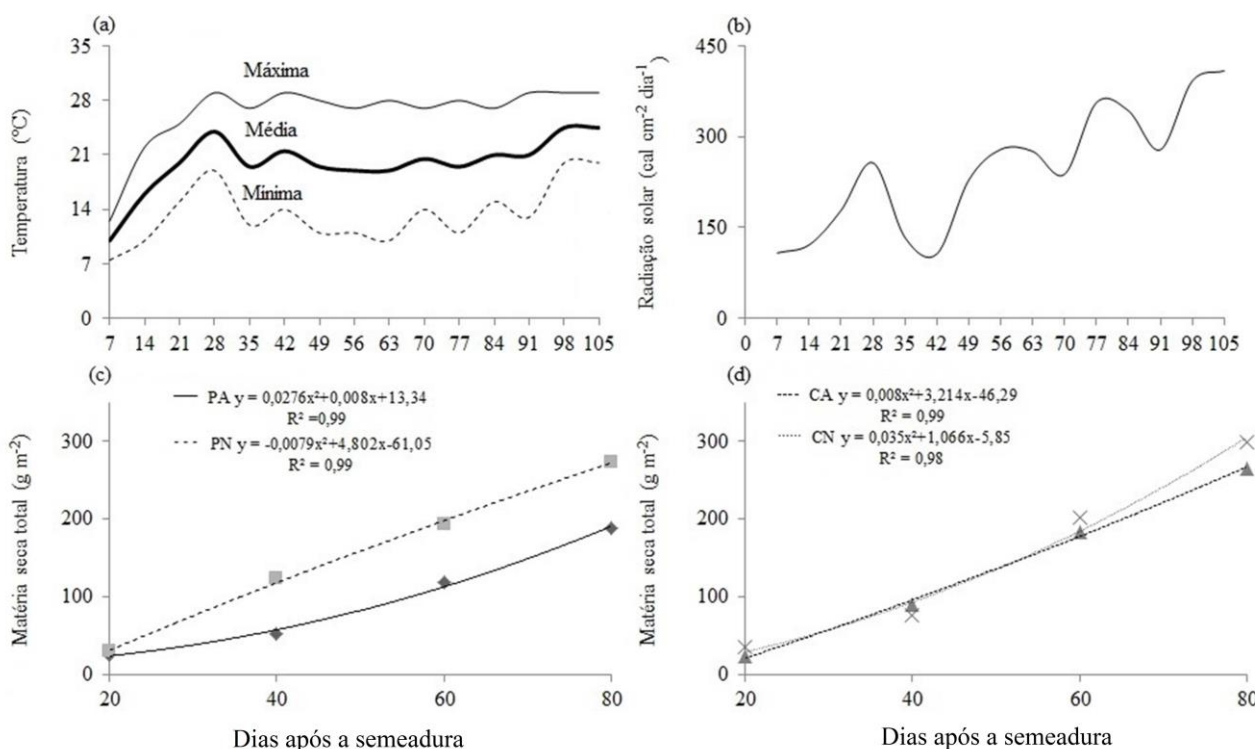 (a)
Temperatura (°C)
35
28
21
14
7
0
Máxima
Média
Mínima
7 14 21 28 35 42 49 56 63 70 77 84 91 98 105
(b)
Radiação solar (cal cm⁻² dia⁻¹)
450
300
150
0
0 7 14 21 28 35 42 49 56 63 70 77 84 91 98 105
(c)
PA y = 0,0276x²+0,008x+13,34
R² =0,99
PN y = -0,0079x²+4,802x-61,05
R² = 0,99
Matéria seca total (g m⁻²)
300
200
100
0
20 40 60 80
Dias após a semeadura
(d)
CA y = 0,008x²+3,214x-46,29
R² = 0,99
CN y = 0,035x²+1,066x-5,85
R² = 0,98
Matéria seca total (g m⁻²)
300
200
100
0
20 40 60 80
Dias após a semeadura